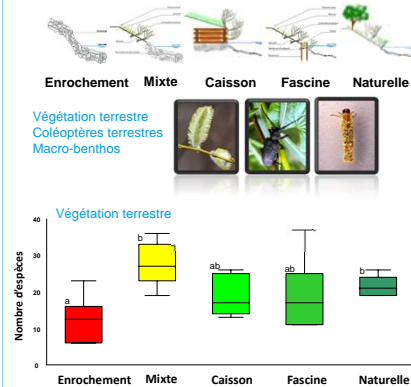 Enrochement Mixte Caisson Fascine Naturelle
Végétation terrestre
Coléoptères terrestres
Macro-benthos
Végétation terrestre
Nombre d'espèces
40
30
20
10
0
a
b
ab
ab
b
Enrochement Mixte Caisson Fascine Naturelle